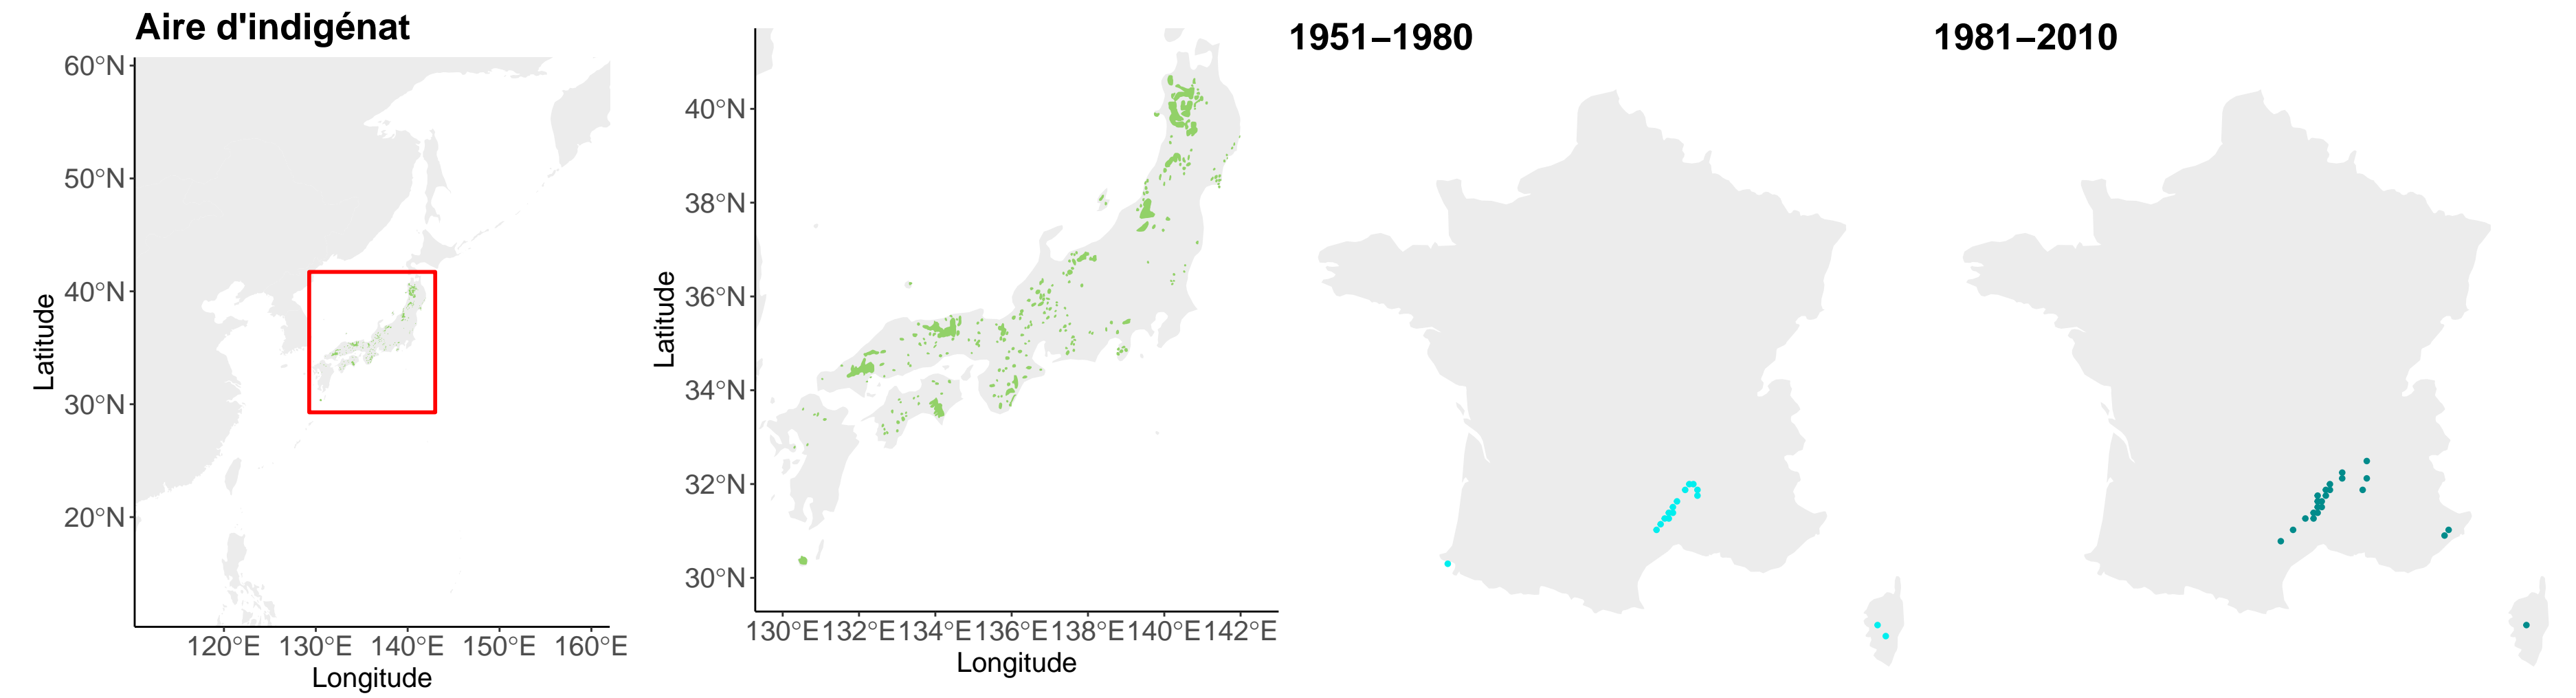 Aire d'indigénat
60°N
50°N
40°N
30°N
20°N
Latitude
120°E 130°E 140°E 150°E 160°E
Longitude
40°N
38°N
36°N
34°N
32°N
30°N
Latitude
130°E 132°E 134°E 136°E 138°E 140°E 142°E
Longitude
1951–1980
1981–2010